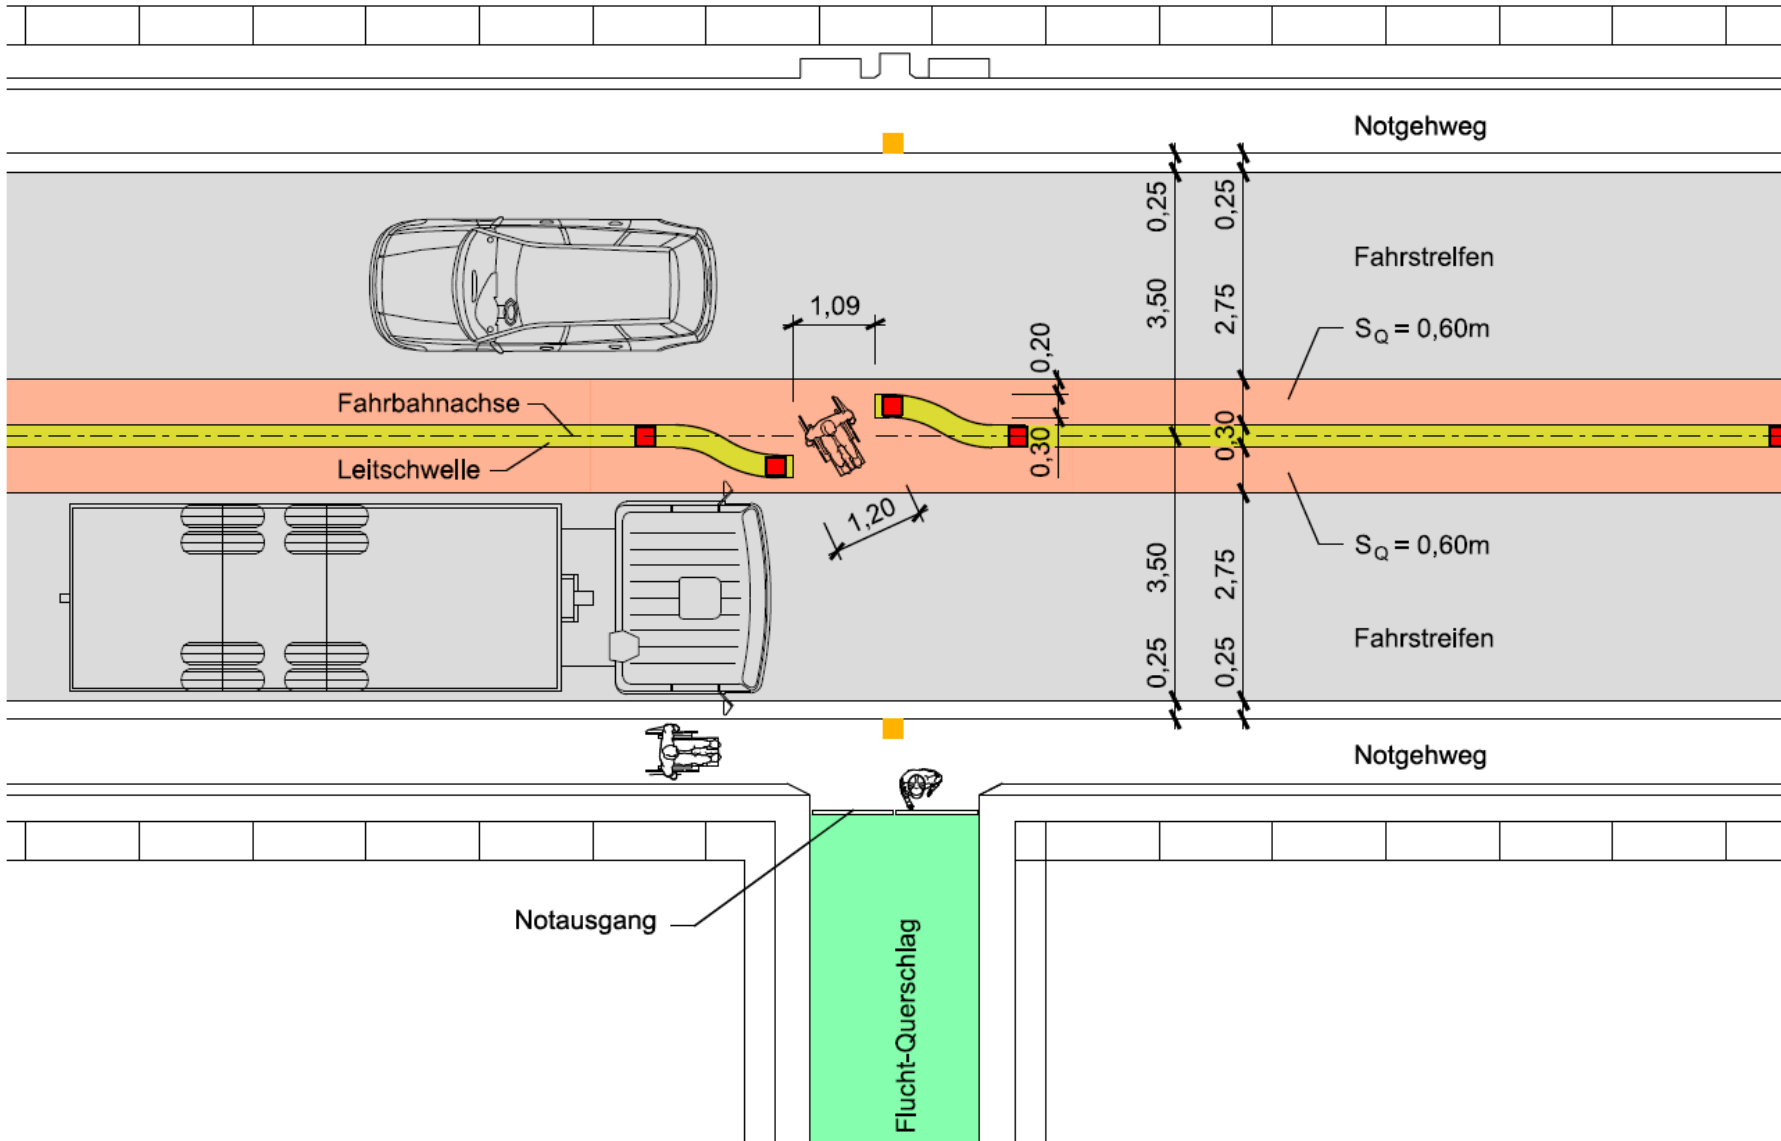 Notgehweg
0,25
0,25
Fahrstreifen
1,09
3,50
2,75
S_Q = 0,60m
0,20
Fahrbahnachse
0,30
0,30
Leitschwelle
1,20
S_Q = 0,60m
3,50
2,75
Fahrstreifen
0,25
0,25
Notgehweg
Notausgang
Flucht-Querschlag